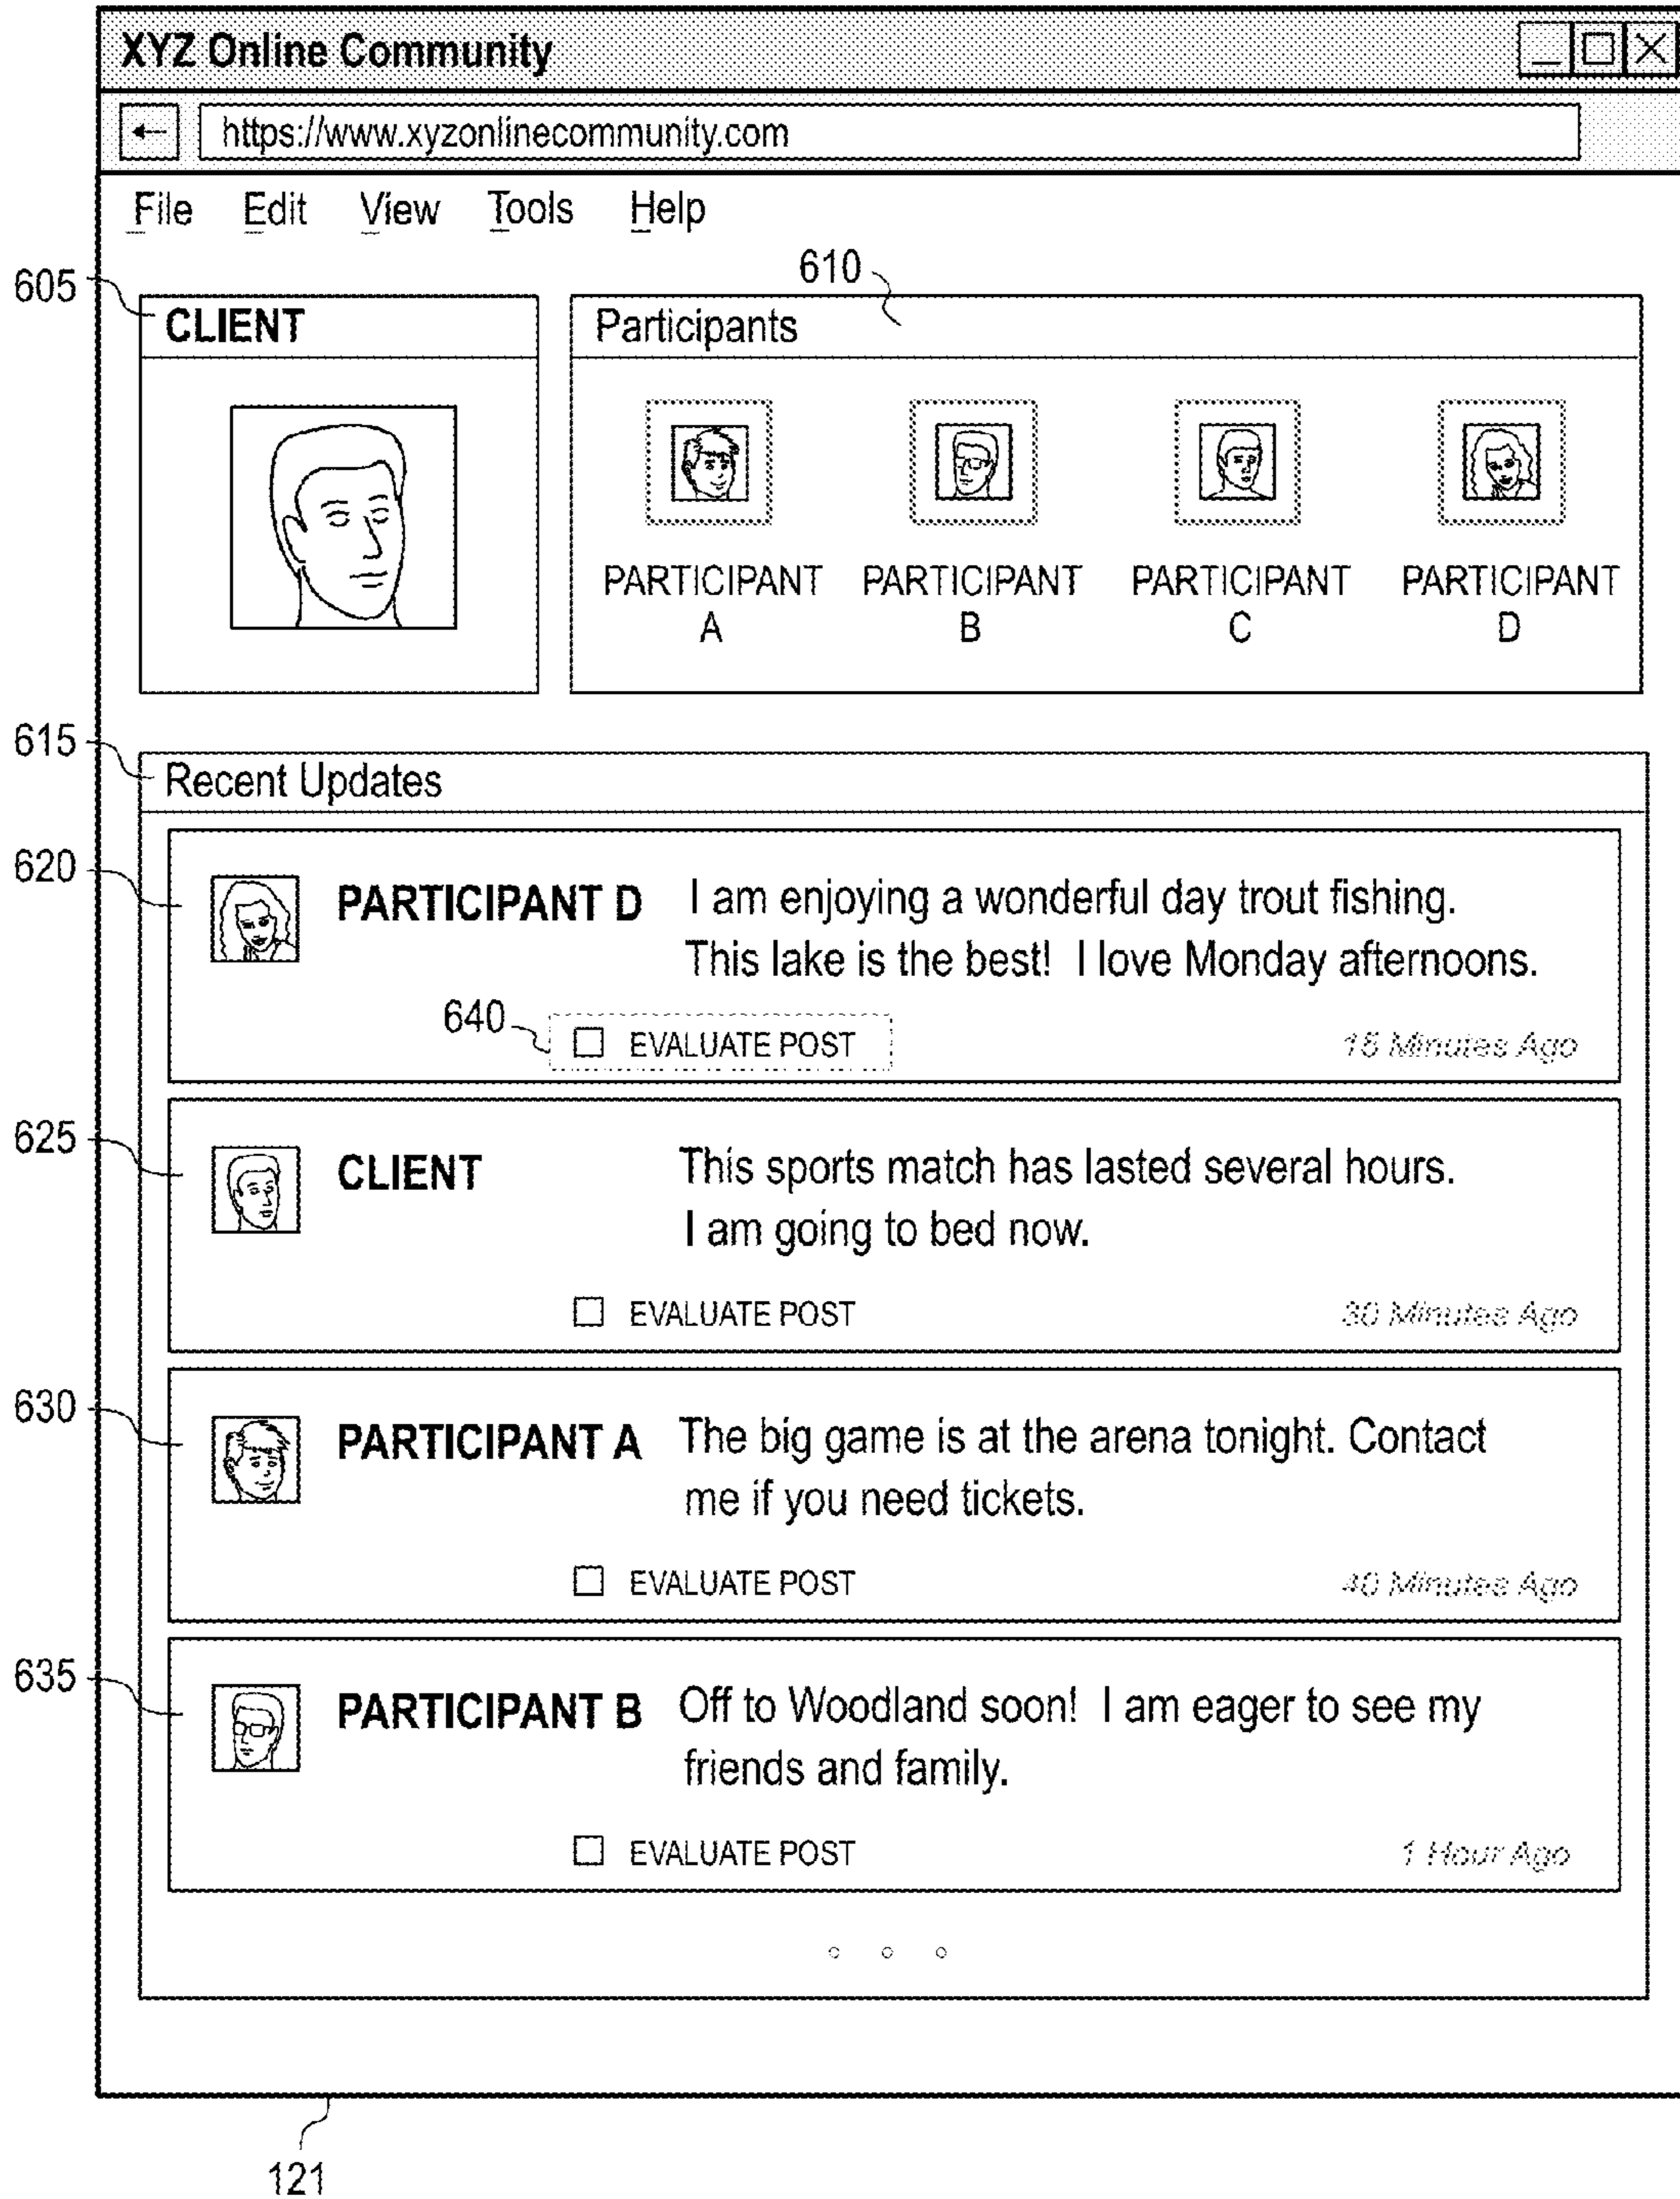 XYZ Online Community
https://www.xyzonlinecommunity.com
File Edit View Tools Help
605
610
CLIENT
Participants
PARTICIPANT A
PARTICIPANT B
PARTICIPANT C
PARTICIPANT D
615
Recent Updates
620
PARTICIPANT D
I am enjoying a wonderful day trout fishing.
This lake is the best! I love Monday afternoons.
640
EVALUATE POST
15 Minutes Ago
625
CLIENT
This sports match has lasted several hours.
I am going to bed now.
EVALUATE POST
30 Minutes Ago
630
PARTICIPANT A
The big game is at the arena tonight. Contact
me if you need tickets.
EVALUATE POST
40 Minutes Ago
635
PARTICIPANT B
Off to Woodland soon! I am eager to see my
friends and family.
EVALUATE POST
1 Hour Ago
121